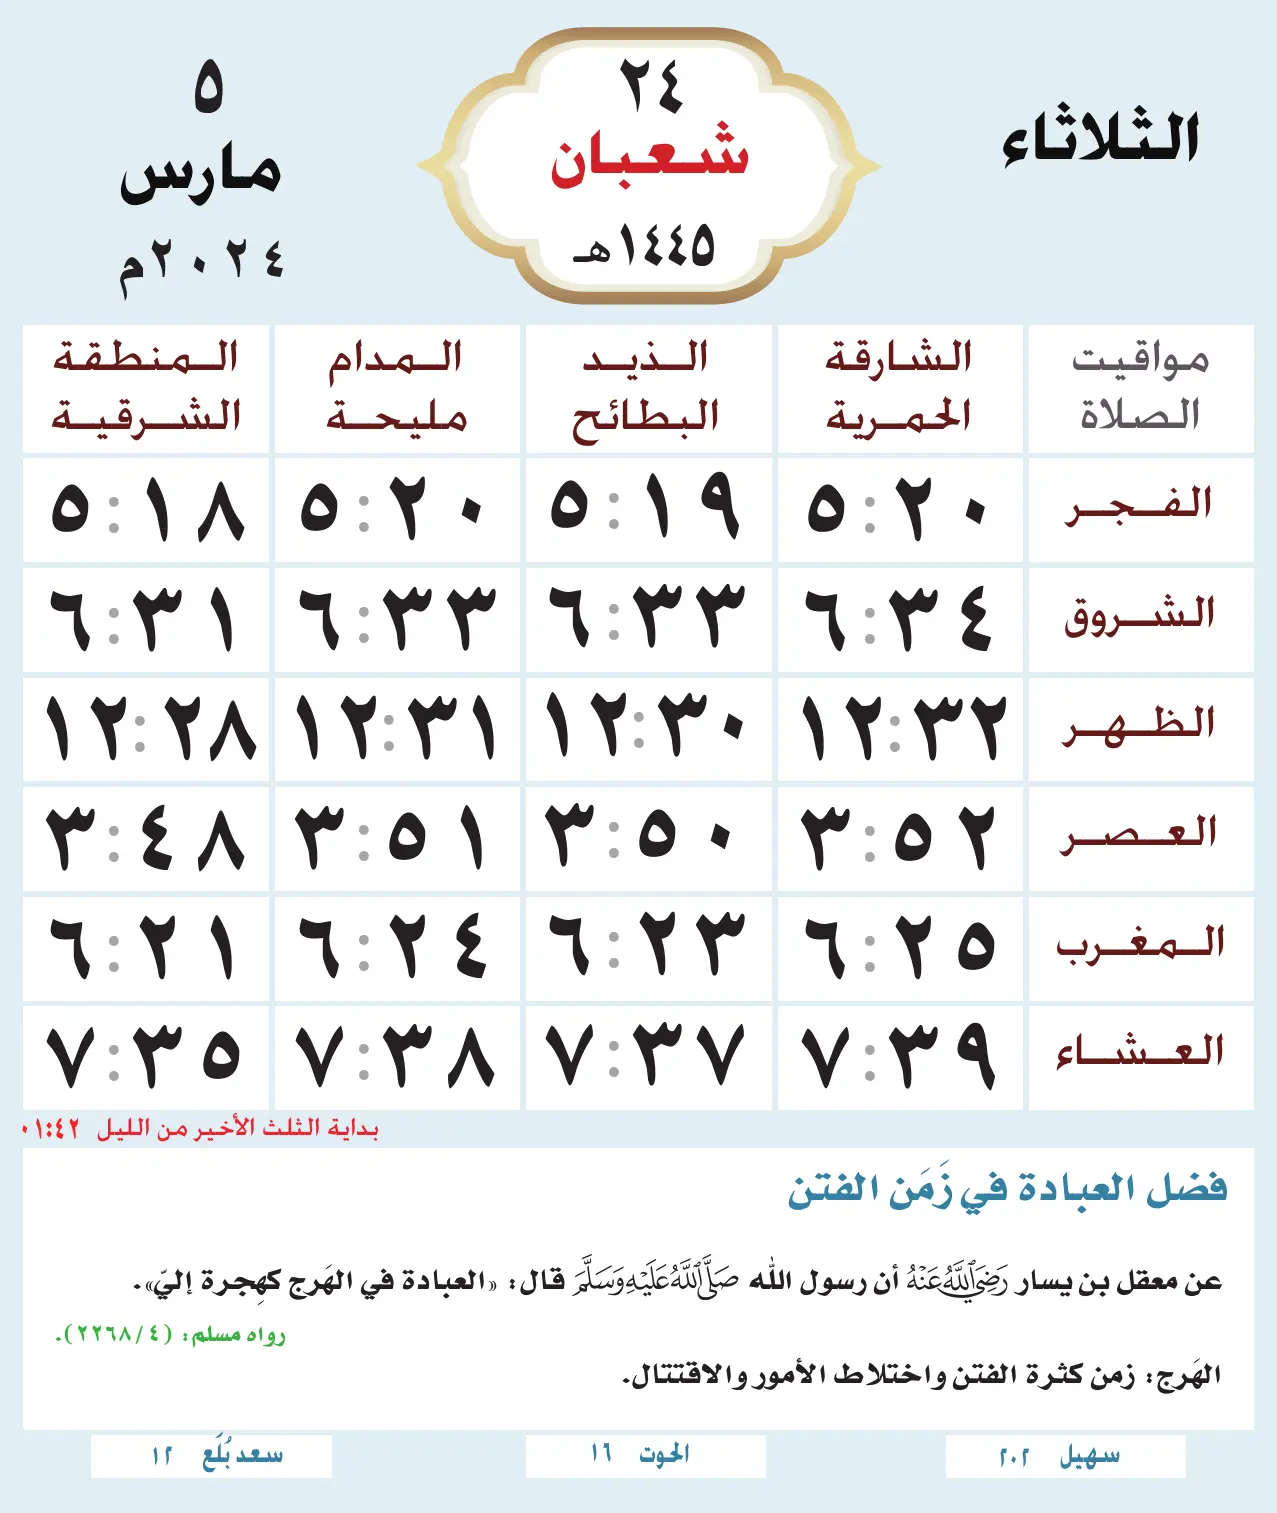 الثلاثاء
٢٤
شعبان
١٤٤٥هـ
٥
مارس
٢٠٢٤م
مواقيت الصلاة الشارقة الحمرية الذيد البطائح المدام مليحة المنطقة الشرقية
الفجر ٥:٢٠ ٥:١٩ ٥:٢٠ ٥:١٨
الشروق ٦:٣٤ ٦:٣٣ ٦:٣٣ ٦:٣١
الظهر ١٢:٣٢ ١٢:٣٠ ١٢:٣١ ١٢:٢٨
العصر ٣:٥٢ ٣:٥٠ ٣:٥١ ٣:٤٨
المغرب ٦:٢٥ ٦:٢٣ ٦:٢٤ ٦:٢١
العشاء ٧:٣٩ ٧:٣٧ ٧:٣٨ ٧:٣٥
بداية الثلث الأخير من الليل ٠١:٤٢
فضل العبادة في زَمَن الفتن
عن معقل بن يسار رَضِيَ اللَّهُ عَنْهُ أن رسول الله صَلَّى اللَّهُ عَلَيْهِ وَسَلَّمَ قال: «العبادة في الهَرج كهِجرة إليّ».
رواه مسلم: (٢٢٦٨/٤).
الهَرج: زمن كثرة الفتن واختلاط الأمور والاقتتال.
سهيل ٢٠٢
الحوت ١٦
سعد بُلَع ١٢